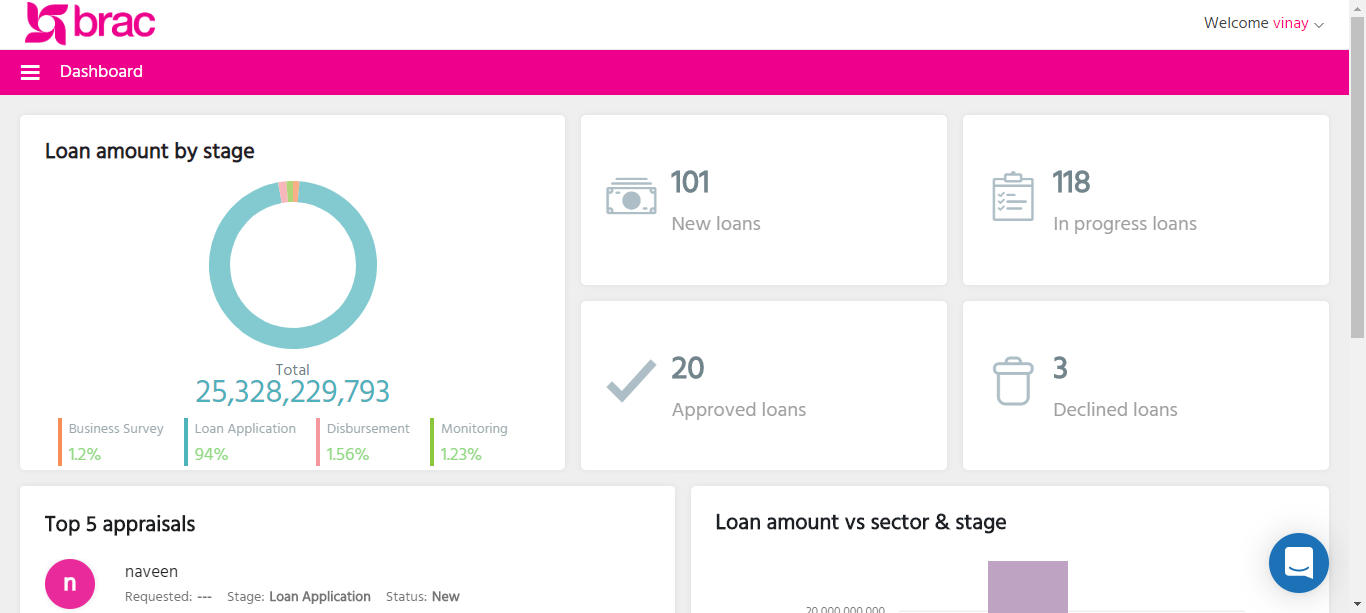 brac
Welcome vinay
Dashboard
Loan amount by stage
Total
25,328,229,793
Business Survey
1.2%
Loan Application
94%
Disbursement
1.56%
Monitoring
1.23%
101
New loans
118
In progress loans
20
Approved loans
3
Declined loans
Top 5 appraisals
n
naveen
Requested: --- Stage: Loan Application Status: New
Loan amount vs sector & stage
20,000,000,000